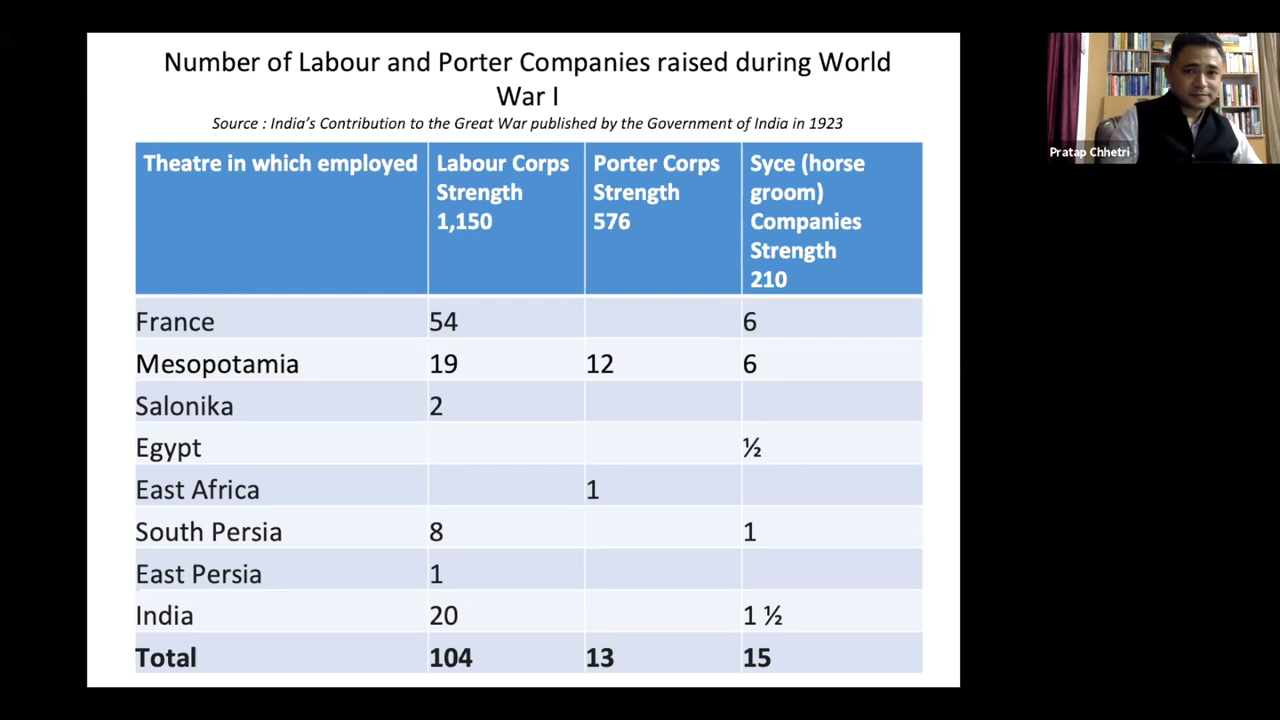 Number of Labour and Porter Companies raised during World
War I
Source : India's Contribution to the Great War published by the Government of India in 1923
Theatre in which employed
Labour Corps
Strength
1,150
Porter Corps
Strength
576
Syce (horse
groom)
Companies
Strength
210
France 54 6
Mesopotamia 19 12 6
Salonika 2
Egypt ½
East Africa 1
South Persia 8 1
East Persia 1
India 20 1 ½
Total 104 13 15
Pratap Chhetri